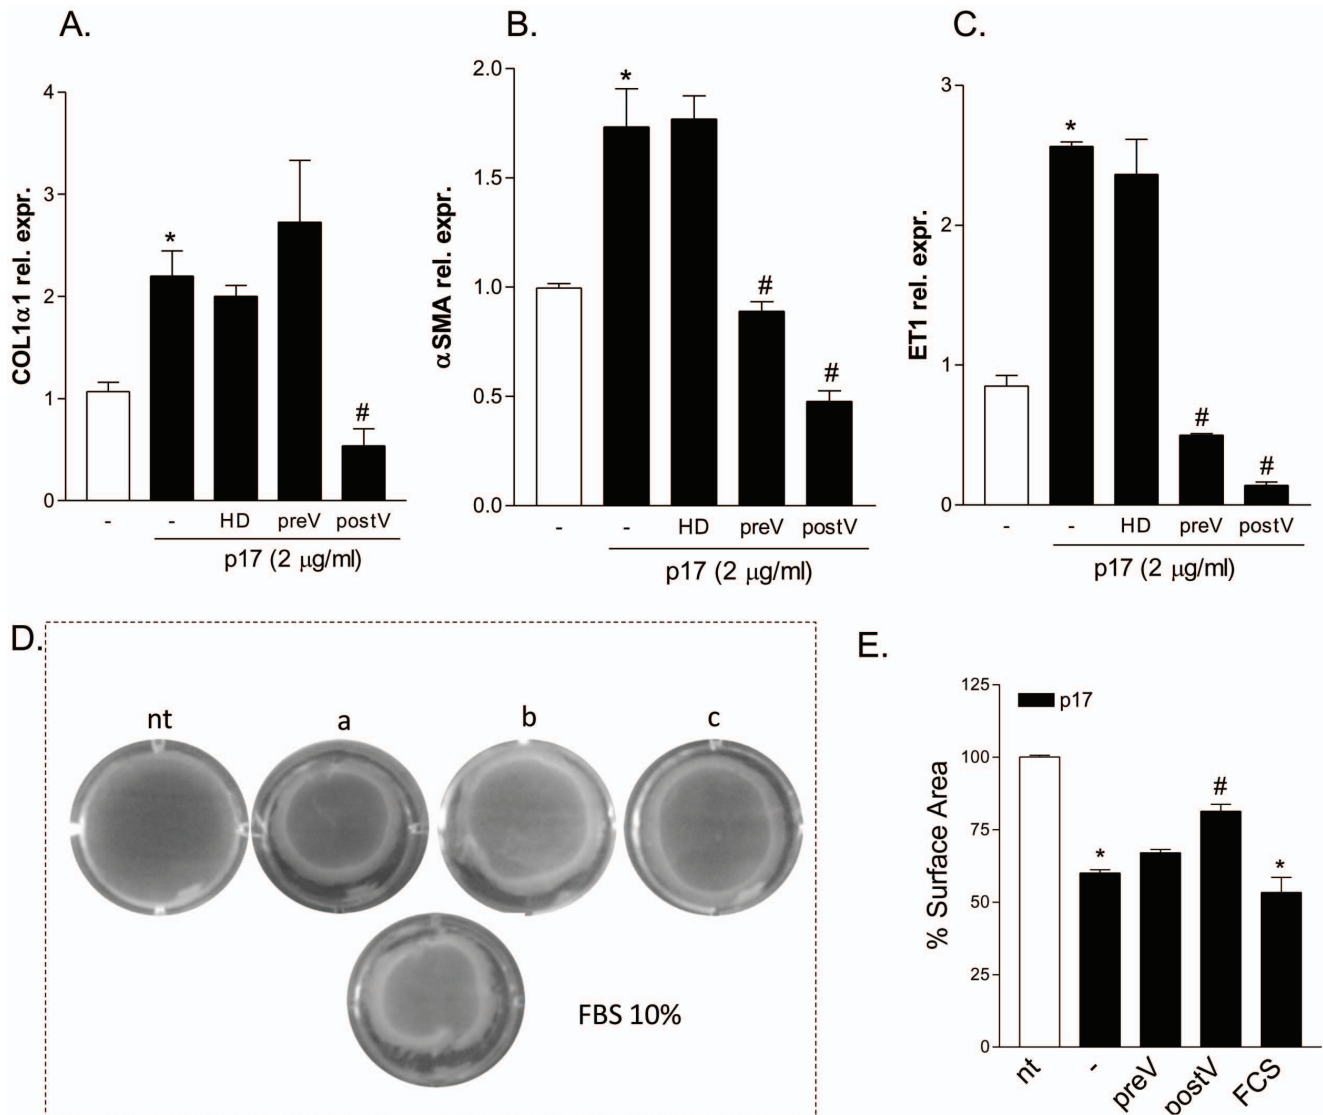 A.
COL1α1 rel. expr.
4
3
2
1
0
*
#
- - HD preV postV
p17 (2 μg/ml)
B.
αSMA rel. expr.
2.0
1.5
1.0
0.5
0.0
*
#
#
- - HD preV postV
p17 (2 μg/ml)
C.
ET1 rel. expr.
3
2
1
0
*
#
#
- - HD preV postV
p17 (2 μg/ml)
D.
nt a b c
FBS 10%
E.
% Surface Area
125
100
75
50
25
0
p17
*
#
*
nt - preV postV FCS